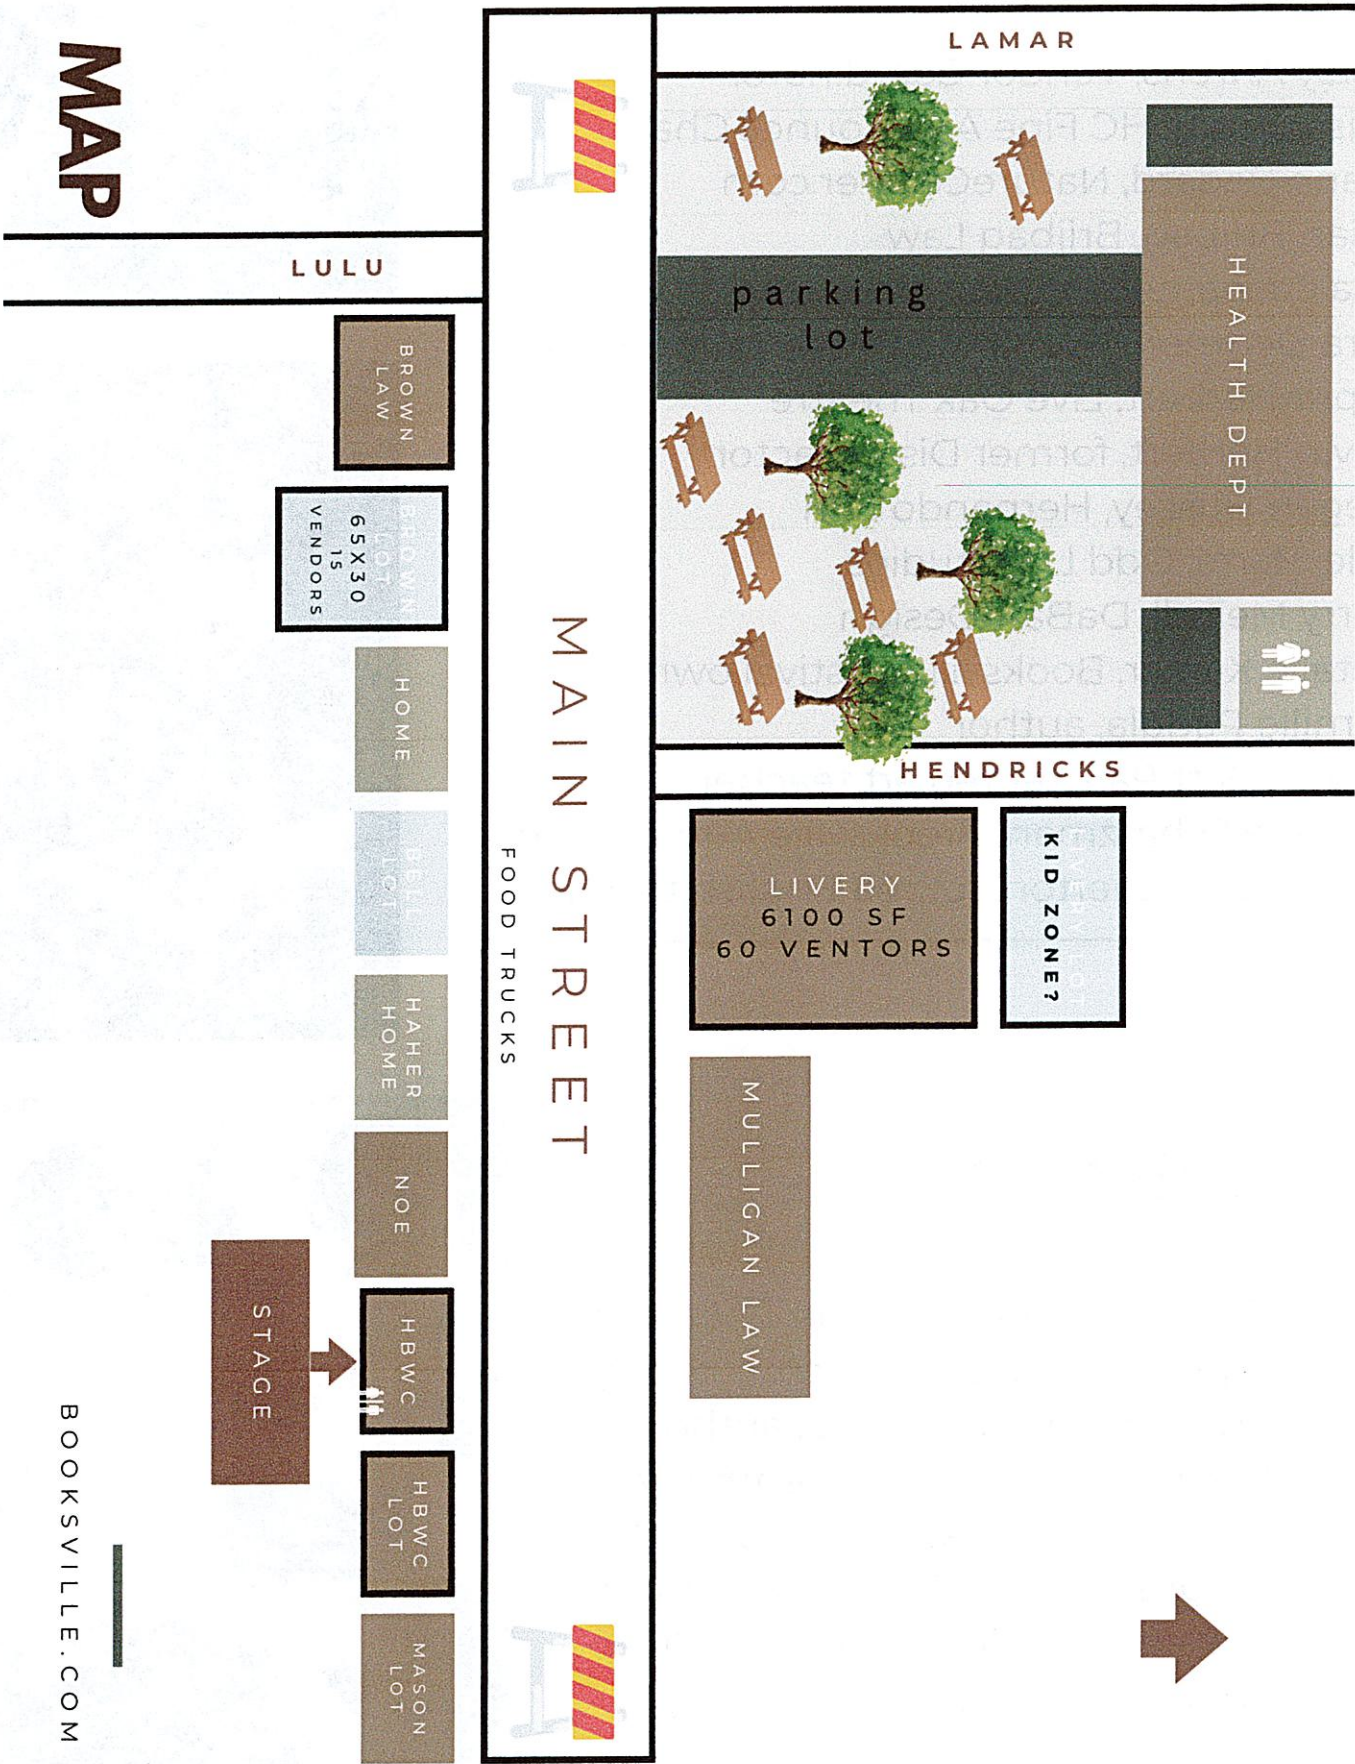 MAP
LAMAR
LULU
parking
lot
HEALTH DEPT
BROWN
LAW
BROWN
LOT
65X30
15
VENDORS
HOME
BELL
LOT
HAHER
HOME
NOE
HBWC
HBWC
LOT
MASON
LOT
STAGE
MAIN STREET
FOOD TRUCKS
HENDRICKS
LIVERY
6100 SF
60 VENTORS
LIVERY LOT
KID ZONE?
MULLIGAN LAW
BOOKSVILLE.COM